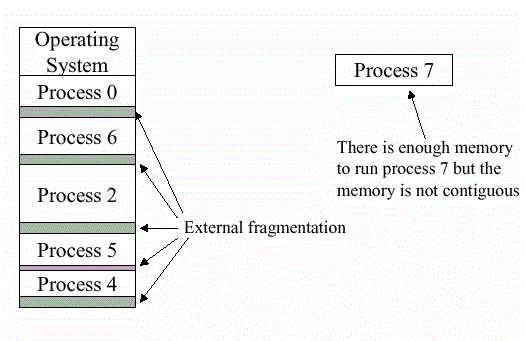 Operating
System
Process 0
Process 6
Process 2
Process 5
Process 4
External fragmentation
Process 7
There is enough memory
to run process 7 but the
memory is not contiguous